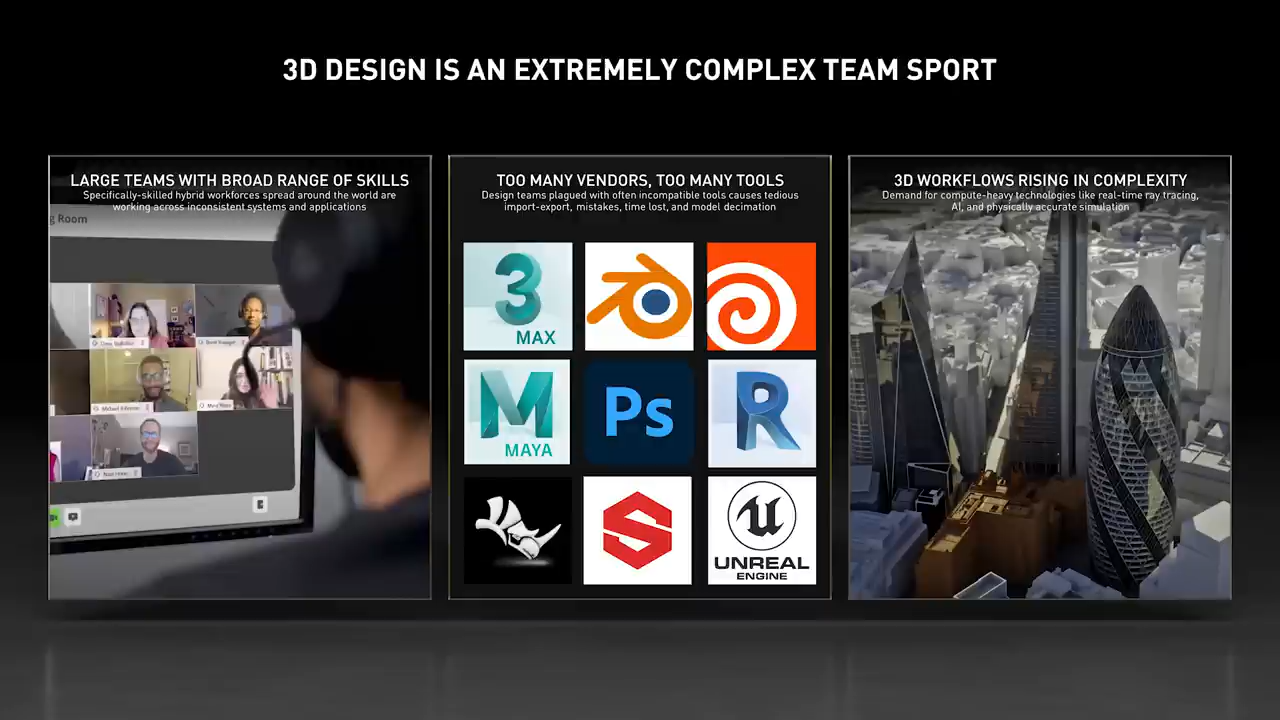 3D DESIGN IS AN EXTREMELY COMPLEX TEAM SPORT
LARGE TEAMS WITH BROAD RANGE OF SKILLS
Specifically-skilled hybrid workforces spread around the world are
working across inconsistent systems and applications
g Room
TOO MANY VENDORS, TOO MANY TOOLS
Design teams plagued with often incompatible tools causes tedious
import-export, mistakes, time lost, and model decimation
3
MAX
M
MAYA
Ps
R
S
UNREAL
ENGINE
3D WORKFLOWS RISING IN COMPLEXITY
Demand for compute-heavy technologies like real-time ray tracing,
AI, and physically accurate simulation